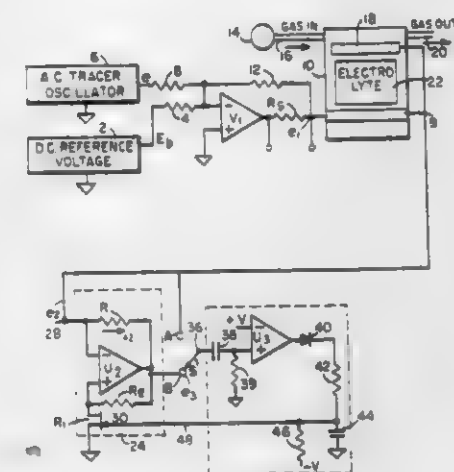 14
GAS IN
18
GAS OUT
16
20
6
A.C. TRACER
OSCILLATOR
e
8
12
10
ELECTRO
LYTE
22
2
D.C. REFERENCE
VOLTAGE
Eb
4
V1
RS
e1
9
e2
28
R
U2
R2
R1
30
24
A-C
36
38
e3
B
+V
U3
39
40
42
44
46
48
-V